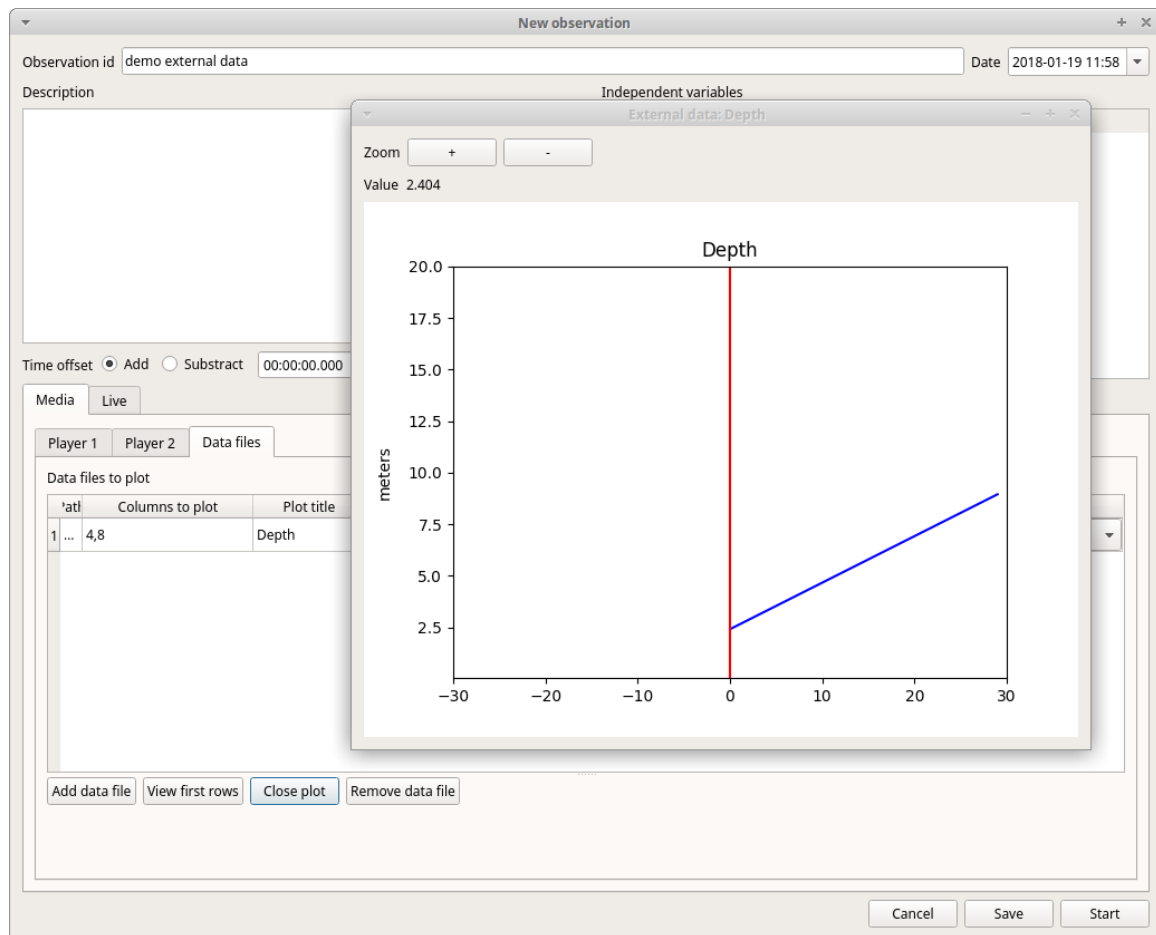 New observation
Observation id demo external data Date 2018-01-19 11:58
Description Independent variables
External data: Depth
Zoom + -
Value 2.404
Depth
20.0
17.5
15.0
12.5
10.0
7.5
5.0
2.5
meters
−30 −20 −10 0 10 20 30
Time offset Add Substract 00:00:00.000
Media Live
Player 1 Player 2 Data files
Data files to plot
Columns to plot Plot title
1 ... 4,8 Depth
Add data file View first rows Close plot Remove data file
Cancel Save Start